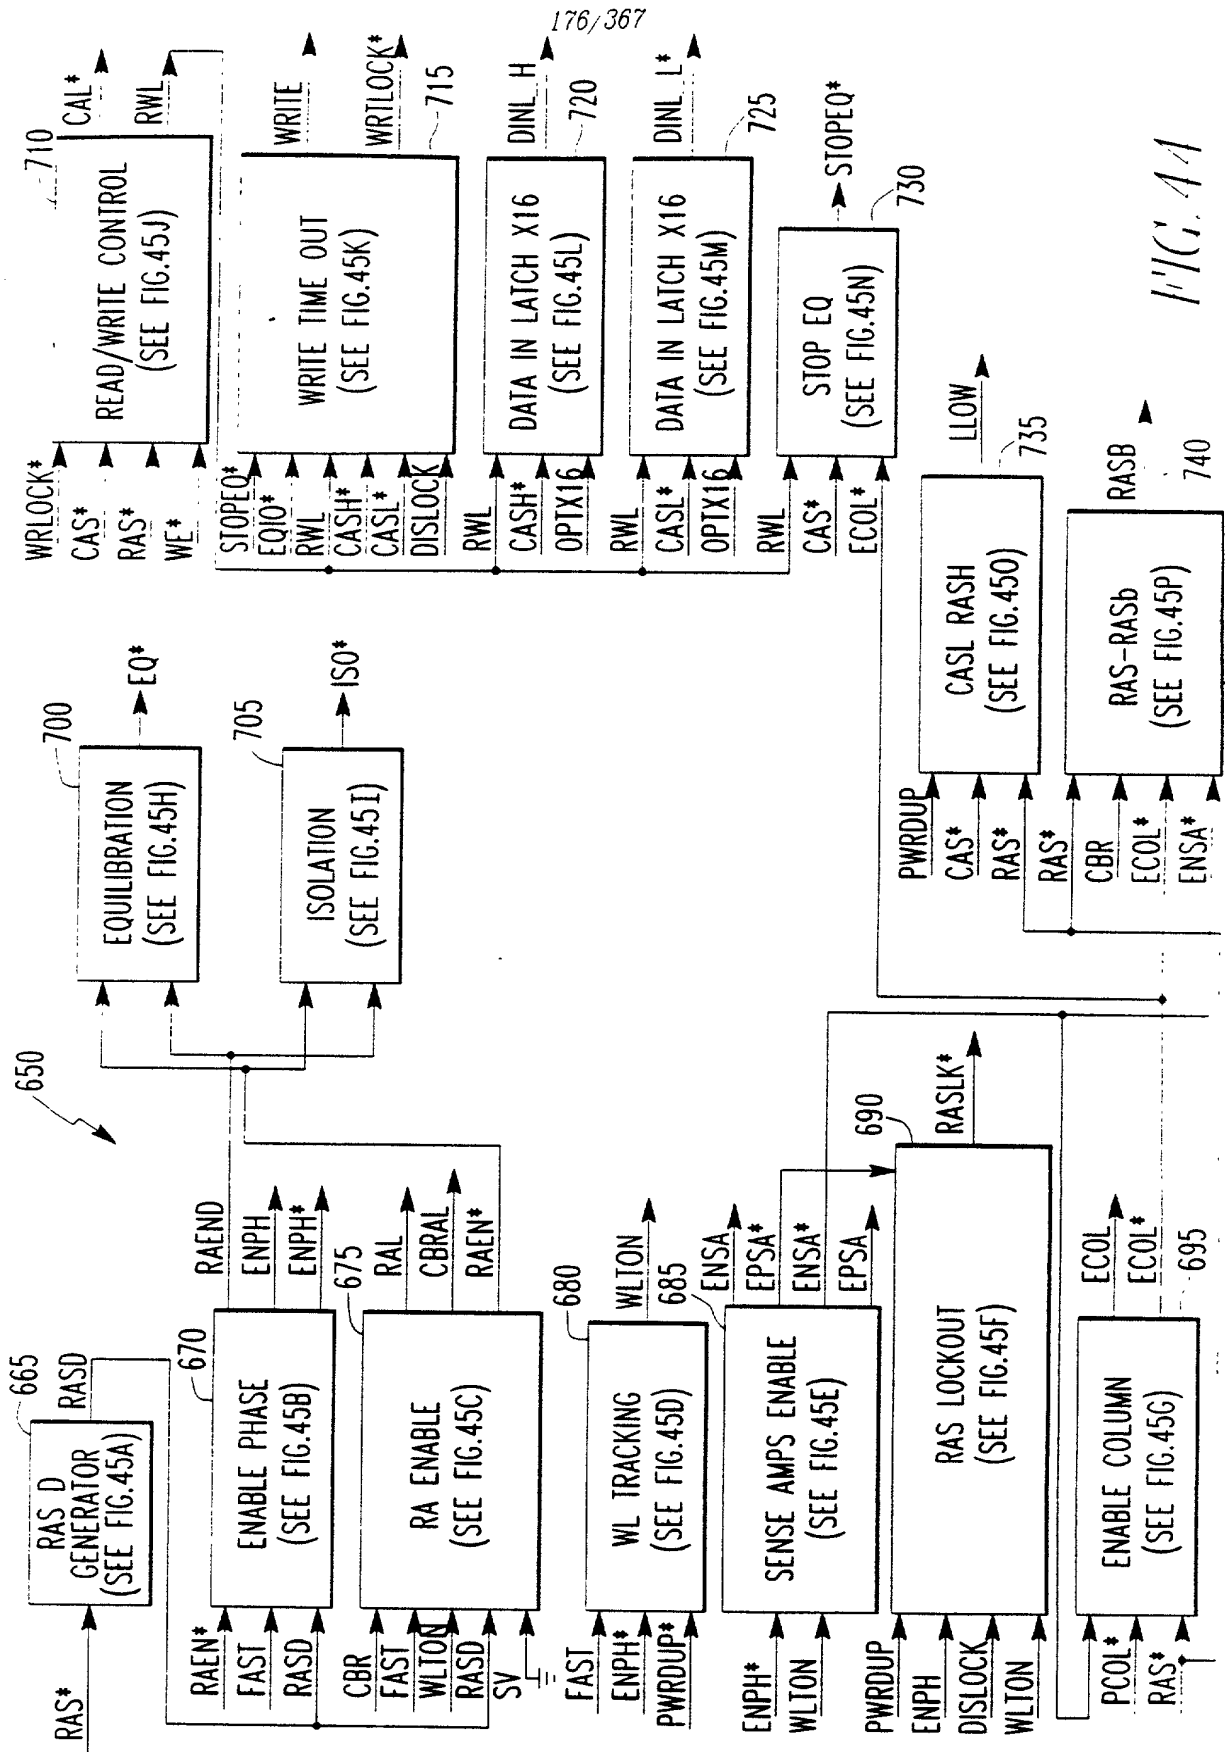 176/367
650
RAS*
665
RAS D
GENERATOR
(SEE FIG.45A)
RASD
RAEN*
FAST
RASD
670
ENABLE PHASE
(SEE FIG.45B)
RAEND
ENPH
ENPH*
CBR
FAST
WLTON
RASD
SV
675
RA ENABLE
(SEE FIG.45C)
RAL
CBRAL
RAEN*
FAST
ENPH*
PWRDUP*
680
WL TRACKING
(SEE FIG.45D)
WLTON
ENPH*
WLTON
685
SENSE AMPS ENABLE
(SEE FIG.45E)
ENSA
EPSA*
ENSA*
EPSA
PWRDUP
ENPH
DISLOCK
WLTON
690
RAS LOCKOUT
(SEE FIG.45F)
RASLK*
PCOL*
RAS*
ENABLE COLUMN
(SEE FIG.45G)
ECOL
ECOL*
695
700
EQUILIBRATION
(SEE FIG.45H)
EQ*
705
ISOLATION
(SEE FIG.45I)
ISO*
WRLOCK*
CAS*
RAS*
WE*
710
READ/WRITE CONTROL
(SEE FIG.45J)
CAL*
RWL
STOPEQ*
EQIO*
RWL
CASH*
CASL*
DISLOCK
WRITE TIME OUT
(SEE FIG.45K)
WRITE
WRTLOCK*
715
RWL
CASH*
OPTX16
DATA IN LATCH X16
(SEE FIG.45L)
DINL H
720
RWL
CASL*
OPTX16
DATA IN LATCH X16
(SEE FIG.45M)
DINL L*
725
RWL
CAS*
ECOL*
STOP EQ
(SEE FIG.45N)
STOPEQ*
730
PWRDUP
CAS*
RAS*
CASL RASH
(SEE FIG.45O)
LLOW
735
RAS*
CBR
ECOL*
ENSA*
RAS-RASb
(SEE FIG.45P)
RASB
740
FIG. 44